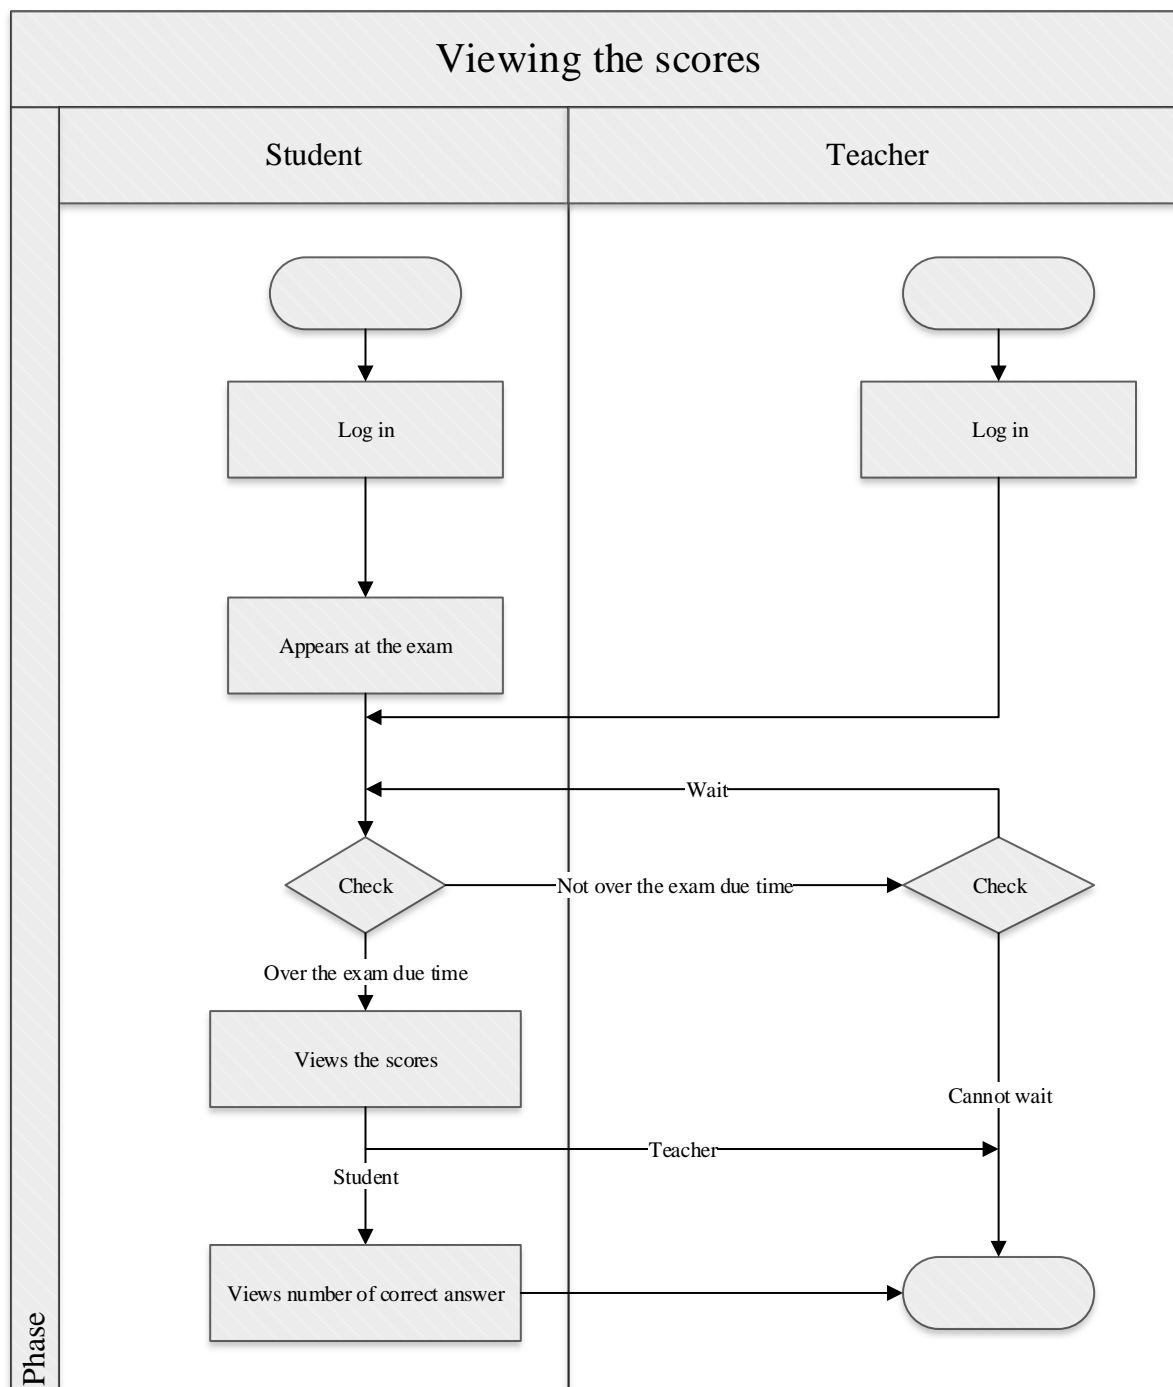 Viewing the scores
Student
Teacher
Log in
Log in
Appears at the exam
Wait
Check
Not over the exam due time
Check
Over the exam due time
Views the scores
Cannot wait
Teacher
Student
Views number of correct answer
Phase